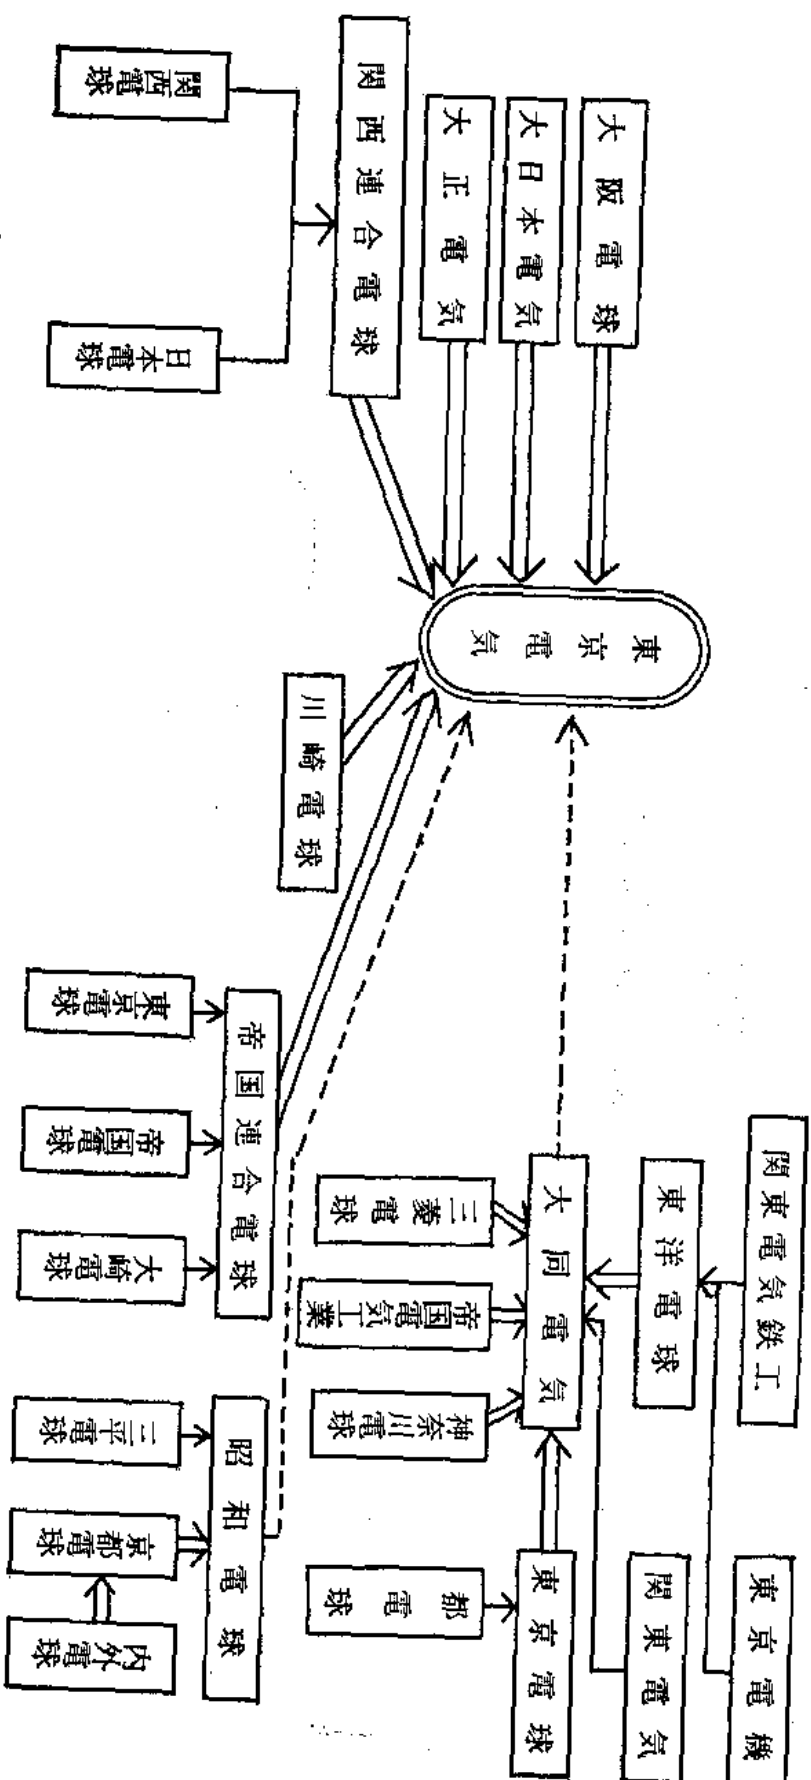 関西電球
日本電球
関西連合電球
大正電気
大日本電気
大阪電球
東京電気
川崎電球
東京電球
帝国電球
大崎電球
帝国連合電球
三平電球
京都電球
内外電球
昭和電球
三菱電球
帝国電気工業
神奈川電球
大同電気
東洋電球
関東電気鉄工
都電球
東京電球
関東電気
東京電機